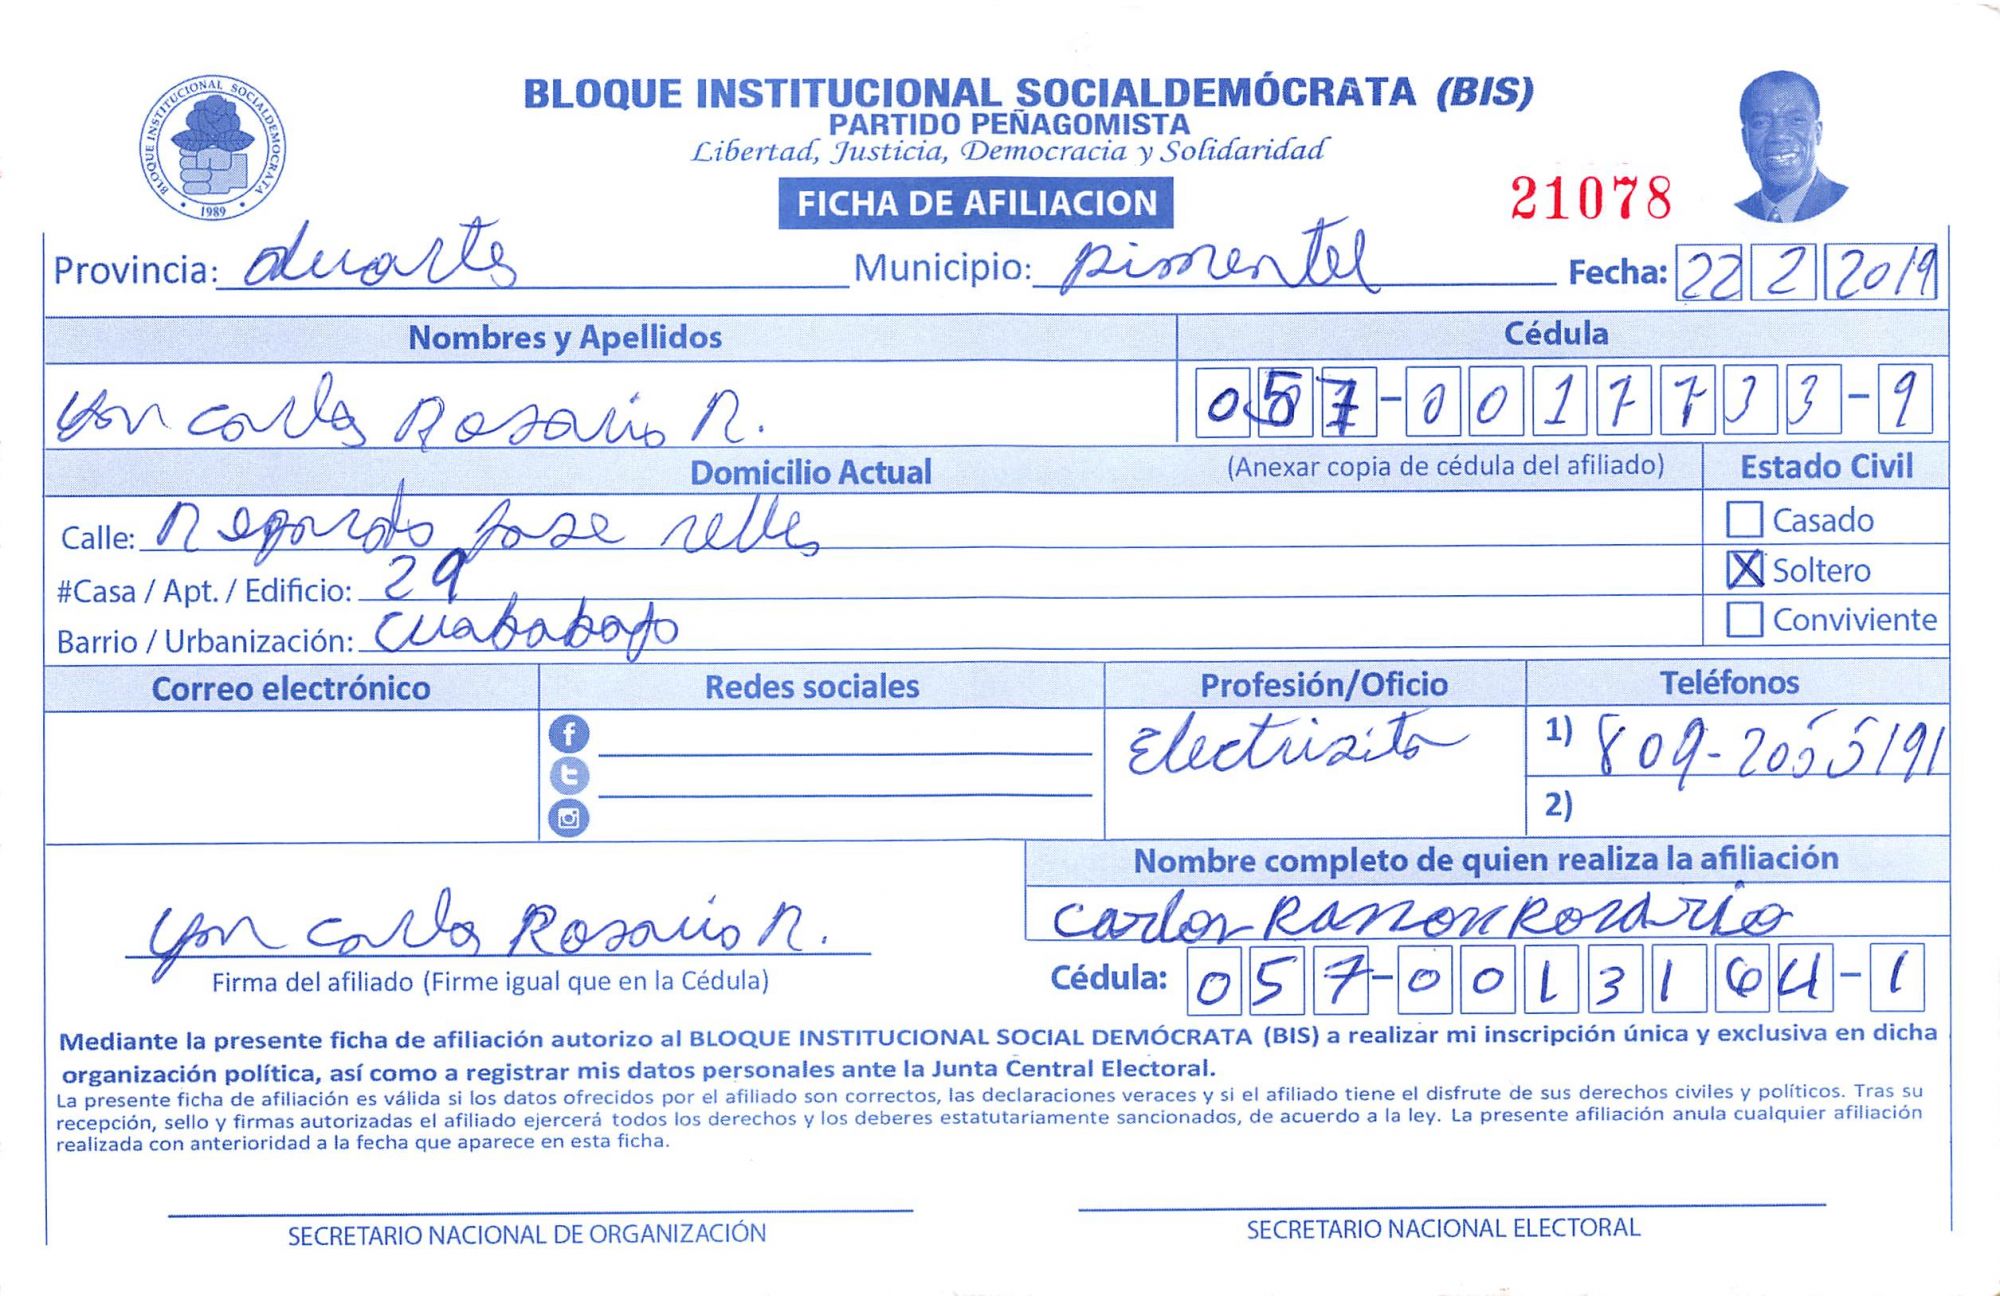 BLOQUE INSTITUCIONAL SOCIALDEMOCRATA
1989
BLOQUE INSTITUCIONAL SOCIALDEMÓCRATA (BIS)
PARTIDO PEÑAGOMISTA
Libertad, Justicia, Democracia y Solidaridad
FICHA DE AFILIACION
21078
Provincia: duarte Municipio: pimentel Fecha: 22 2 2019
Nombres y Apellidos Cédula
yon carlos Rosario R. 057-0017733-9
Domicilio Actual (Anexar copia de cédula del afiliado) Estado Civil
Calle: Reparto jose relles Casado
#Casa / Apt. / Edificio: 29 Soltero
Barrio / Urbanización: cuababajo Conviviente
Correo electrónico Redes sociales Profesión/Oficio Teléfonos
Electrisita 1) 809-2055191
2)
Nombre completo de quien realiza la afiliación
yon carlos Rosario R. Carlos RAMON ROSARIO
Firma del afiliado (Firme igual que en la Cédula) Cédula: 057-0013164-1
Mediante la presente ficha de afiliación autorizo al BLOQUE INSTITUCIONAL SOCIAL DEMÓCRATA (BIS) a realizar mi inscripción única y exclusiva en dicha
organización política, así como a registrar mis datos personales ante la Junta Central Electoral.
La presente ficha de afiliación es válida si los datos ofrecidos por el afiliado son correctos, las declaraciones veraces y si el afiliado tiene el disfrute de sus derechos civiles y políticos. Tras su
recepción, sello y firmas autorizadas el afiliado ejercerá todos los derechos y los deberes estatutariamente sancionados, de acuerdo a la ley. La presente afiliación anula cualquier afiliación
realizada con anterioridad a la fecha que aparece en esta ficha.
SECRETARIO NACIONAL DE ORGANIZACIÓN SECRETARIO NACIONAL ELECTORAL